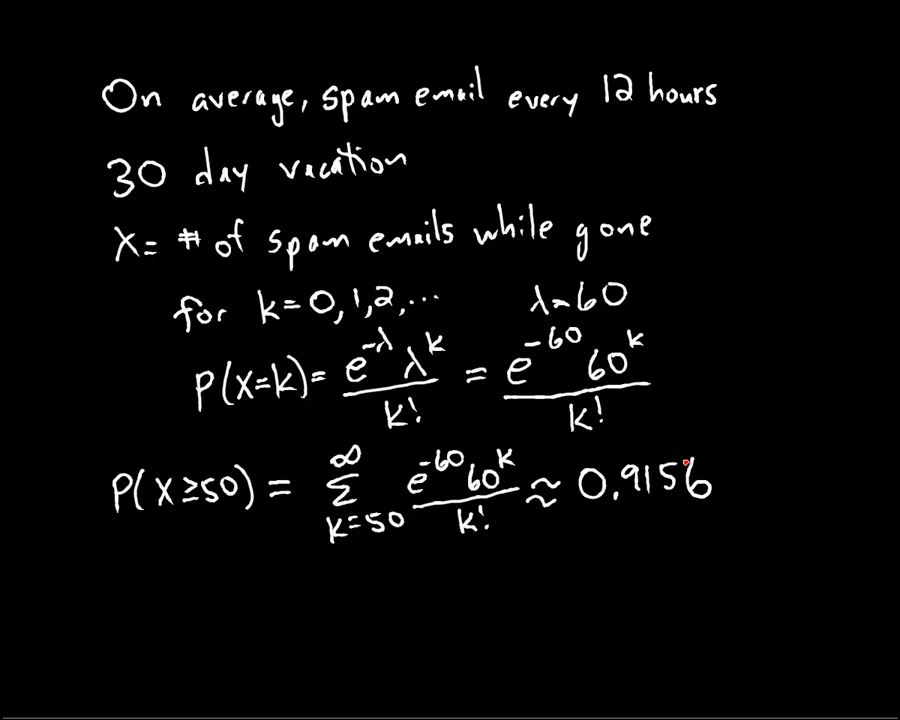 On average, spam email every 12 hours
30 day vacation
X = # of spam emails while gone
for k=0,1,2,... λ=60
P(X=k) = e^{-λ} λ^k / k! = e^{-60} 60^k / k!
P(X≥50) = ∑_{k=50}^{∞} e^{-60} 60^k / k! ≈ 0.9156